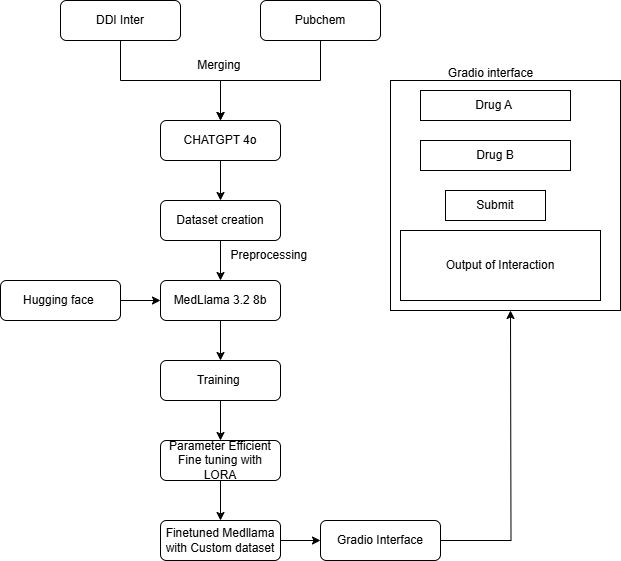 DDI Inter
Pubchem
Merging
CHATGPT 4o
Dataset creation
Preprocessing
Hugging face
MedLlama 3.2 8b
Training
Parameter Efficient
Fine tuning with
LORA
Finetuned Medllama
with Custom dataset
Gradio Interface
Gradio interface
Drug A
Drug B
Submit
Output of Interaction